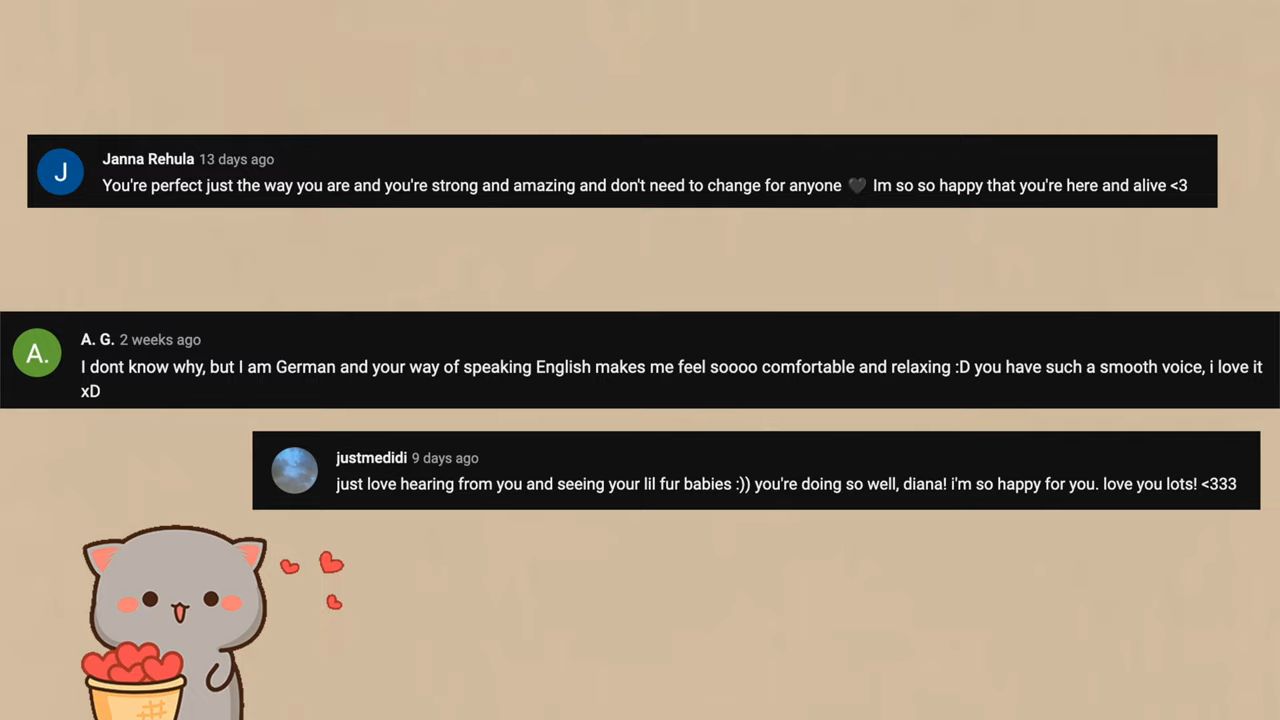 J
Janna Rehula 13 days ago
You're perfect just the way you are and you're strong and amazing and don't need to change for anyone 🖤 Im so so happy that you're here and alive <3
A.
A. G. 2 weeks ago
I dont know why, but I am German and your way of speaking English makes me feel soooo comfortable and relaxing :D you have such a smooth voice, i love it
xD
justmedidi 9 days ago
just love hearing from you and seeing your lil fur babies :)) you're doing so well, diana! i'm so happy for you. love you lots! <333